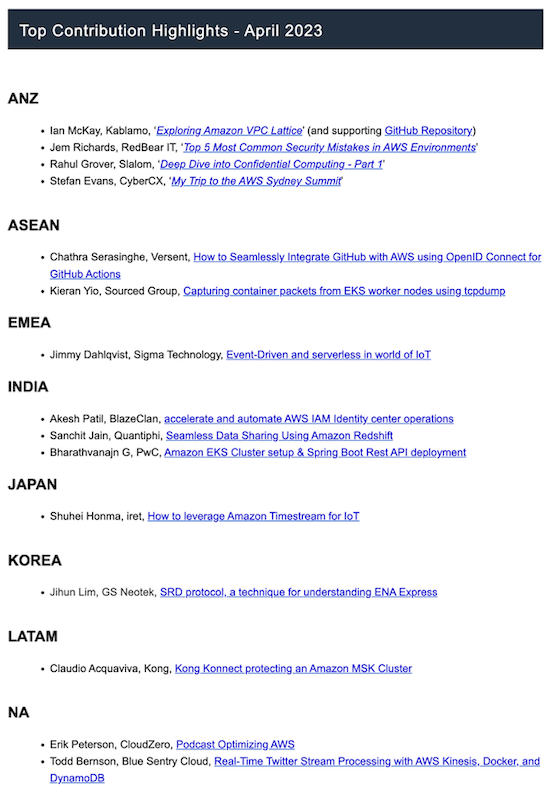 Top Contribution Highlights - April 2023
ANZ
• Ian McKay, Kablamo, 'Exploring Amazon VPC Lattice' (and supporting GitHub Repository)
• Jem Richards, RedBear IT, 'Top 5 Most Common Security Mistakes in AWS Environments'
• Rahul Grover, Slalom, 'Deep Dive into Confidential Computing - Part 1'
• Stefan Evans, CyberCX, 'My Trip to the AWS Sydney Summit'
ASEAN
• Chathra Serasinghe, Versent, How to Seamlessly Integrate GitHub with AWS using OpenID Connect for
GitHub Actions
• Kieran Yio, Sourced Group, Capturing container packets from EKS worker nodes using tcpdump
EMEA
• Jimmy Dahlqvist, Sigma Technology, Event-Driven and serverless in world of IoT
INDIA
• Akesh Patil, BlazeClan, accelerate and automate AWS IAM Identity center operations
• Sanchit Jain, Quantiphi, Seamless Data Sharing Using Amazon Redshift
• Bharathvanajn G, PwC, Amazon EKS Cluster setup & Spring Boot Rest API deployment
JAPAN
• Shuhei Honma, iret, How to leverage Amazon Timestream for IoT
KOREA
• Jihun Lim, GS Neotek, SRD protocol, a technique for understanding ENA Express
LATAM
• Claudio Acquaviva, Kong, Kong Konnect protecting an Amazon MSK Cluster
NA
• Erik Peterson, CloudZero, Podcast Optimizing AWS
• Todd Bernson, Blue Sentry Cloud, Real-Time Twitter Stream Processing with AWS Kinesis, Docker, and
DynamoDB